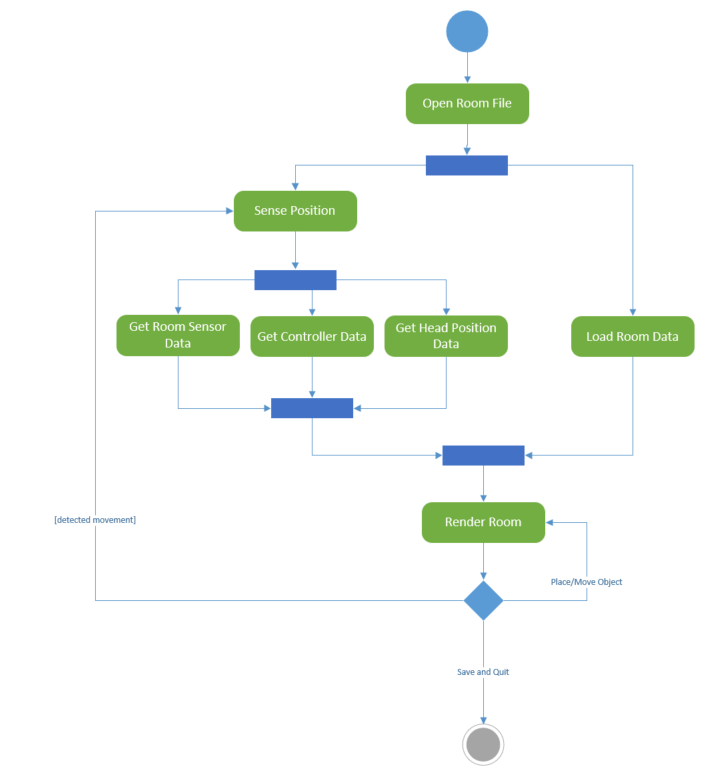 Open Room File
Sense Position
Get Room Sensor
Data
Get Controller Data
Get Head Position
Data
Load Room Data
Render Room
[detected movement]
Place/Move Object
Save and Quit